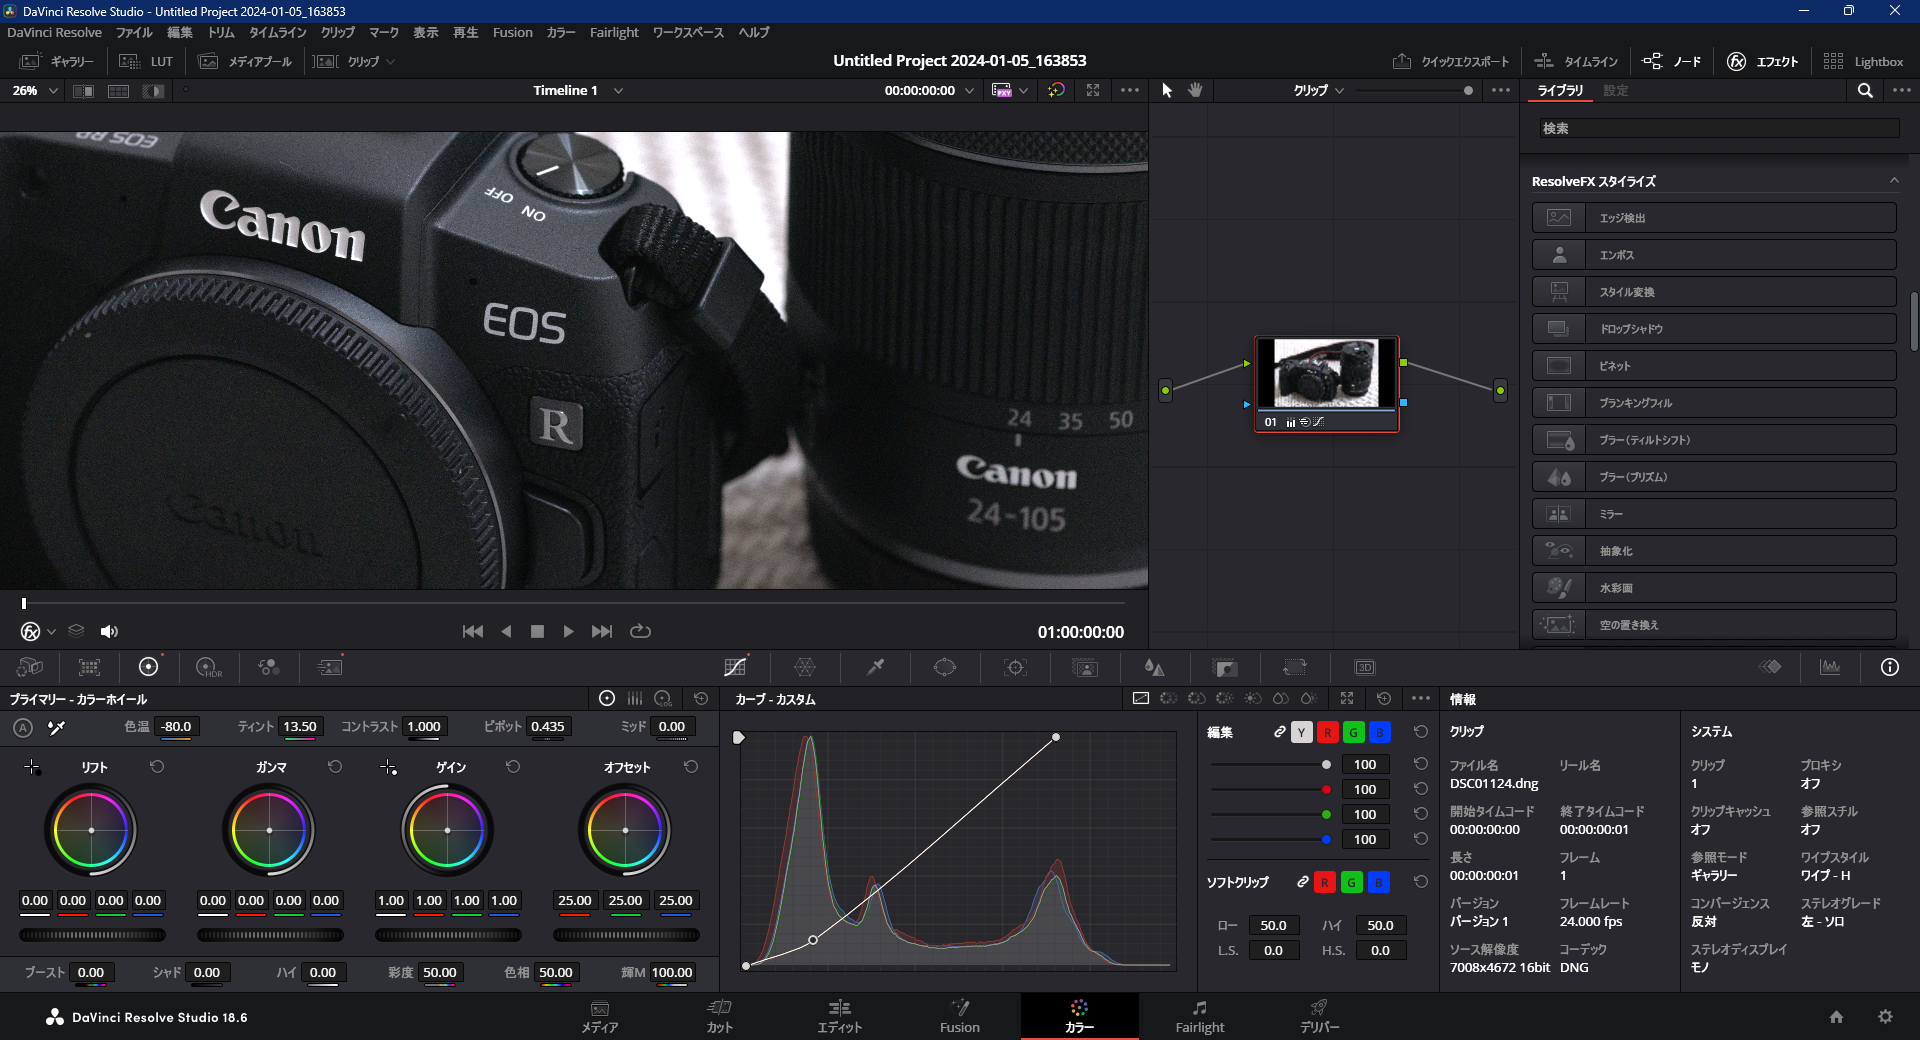 DaVinci Resolve Studio - Untitled Project 2024-01-05_163853
DaVinci Resolve ファイル 編集 トリム タイムライン クリップ マーク 表示 再生 Fusion カラー Fairlight ワークスペース ヘルプ
ギャラリー LUT メディアプール クリップ Untitled Project 2024-01-05_163853 クイックエクスポート タイムライン ノード エフェクト Lightbox
26% Timeline 1 00:00:00:00 PXY クリップ ライブラリ 設定
検索
ResolveFX スタイライズ
エッジ検出
エンボス
スタイル変換
ドロップシャドウ
ビネット
ブランキングフィル
ブラー(ティルトシフト)
ブラー(プリズム)
ミラー
抽象化
水彩画
空の置き換え
EOS RP
OFF ON
Canon
EOS
R
24 35 50
Canon
24-105
Canon
01
01:00:00:00
HDR 3D
プライマリー - カラーホイール LOG カーブ - カスタム 情報
A 色温 -80.0 ティント 13.50 コントラスト 1.000 ピボット 0.435 ミッド 0.00
リフト ガンマ ゲイン オフセット
0.00 0.00 0.00 0.00 0.00 0.00 0.00 0.00 1.00 1.00 1.00 1.00 25.00 25.00 25.00
ブースト 0.00 シャド 0.00 ハイ 0.00 彩度 50.00 色相 50.00 輝M 100.00
編集 Y R G B
100
100
100
100
ソフトクリップ R G B
ロー 50.0 ハイ 50.0
L.S. 0.0 H.S. 0.0
クリップ
ファイル名 リール名
DSC01124.dng
開始タイムコード 終了タイムコード
00:00:00:00 00:00:00:01
長さ フレーム
00:00:00:01 1
バージョン フレームレート
バージョン 1 24.000 fps
ソース解像度 コーデック
7008x4672 16bit DNG
システム
クリップ プロキシ
1 オフ
クリップキャッシュ 参照スチル
オフ オフ
参照モード ワイプスタイル
ギャラリー ワイプ - H
コンバージェンス ステレオグレード
反対 左 - ソロ
ステレオディスプレイ
モノ
DaVinci Resolve Studio 18.6
メディア カット エディット Fusion カラー Fairlight デリバー